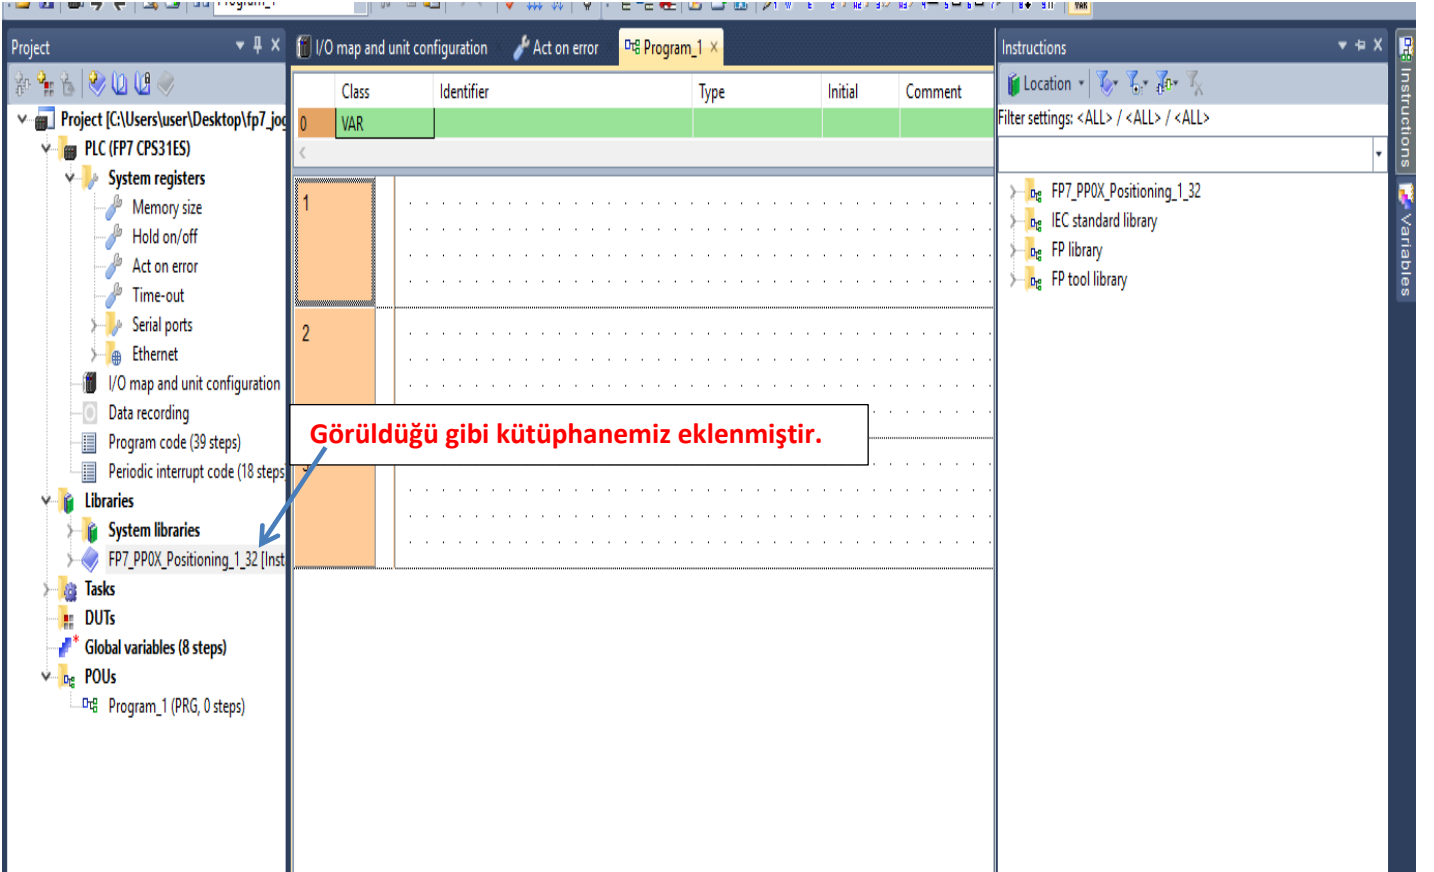 Program_1
Project
I/O map and unit configuration
Act on error
Program_1
Instructions
Location
Filter settings: <ALL> / <ALL> / <ALL>
Class Identifier Type Initial Comment
0 VAR
Project [C:\Users\user\Desktop\fp7_jog
PLC (FP7 CPS31ES)
System registers
Memory size
Hold on/off
Act on error
Time-out
Serial ports
Ethernet
I/O map and unit configuration
Data recording
Program code (39 steps)
Periodic interrupt code (18 steps
Libraries
System libraries
FP7_PP0X_Positioning_1_32 [Inst
Tasks
DUTs
Global variables (8 steps)
POUs
Program_1 (PRG, 0 steps)
1
2
3
Görüldüğü gibi kütüphanemiz eklenmiştir.
FP7_PP0X_Positioning_1_32
IEC standard library
FP library
FP tool library
Instructions
Variables